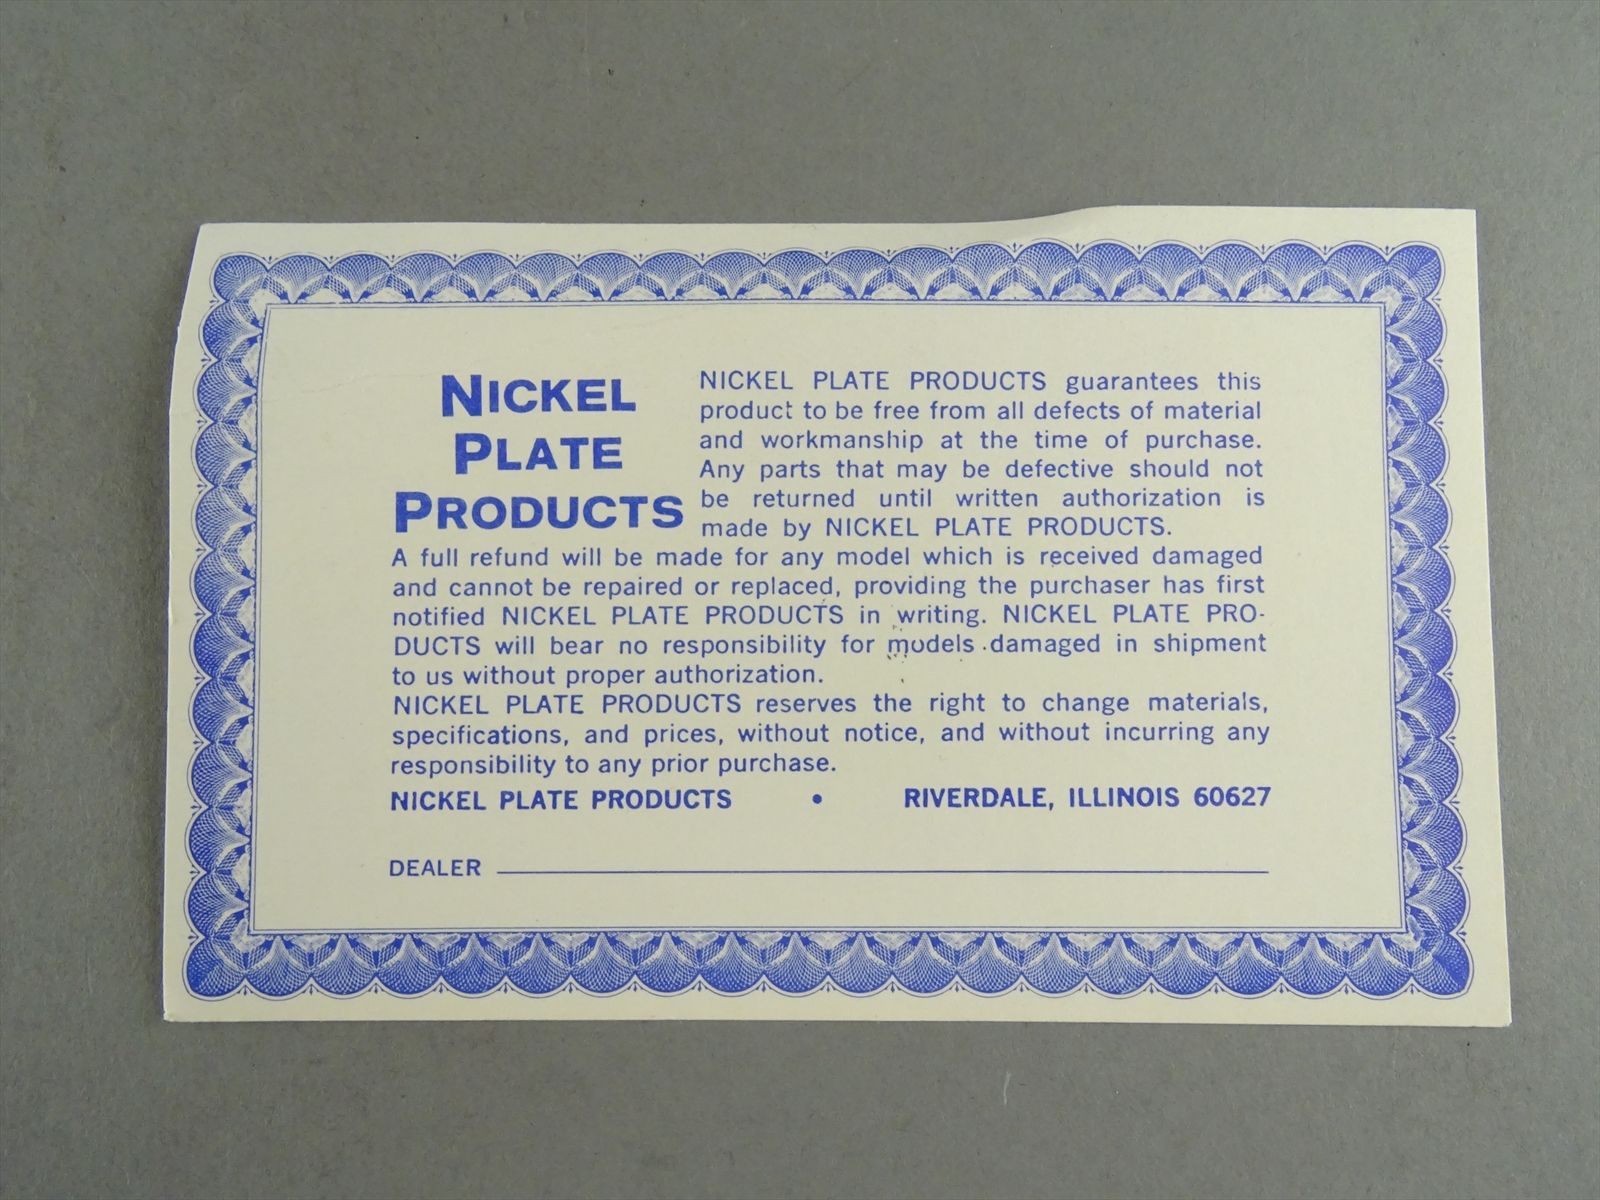 NICKEL
PLATE
PRODUCTS
NICKEL PLATE PRODUCTS guarantees this
product to be free from all defects of material
and workmanship at the time of purchase.
Any parts that may be defective should not
be returned until written authorization is
made by NICKEL PLATE PRODUCTS.
A full refund will be made for any model which is received damaged
and cannot be repaired or replaced, providing the purchaser has first
notified NICKEL PLATE PRODUCTS in writing. NICKEL PLATE PRO-
DUCTS will bear no responsibility for models damaged in shipment
to us without proper authorization.
NICKEL PLATE PRODUCTS reserves the right to change materials,
specifications, and prices, without notice, and without incurring any
responsibility to any prior purchase.
NICKEL PLATE PRODUCTS • RIVERDALE, ILLINOIS 60627
DEALER